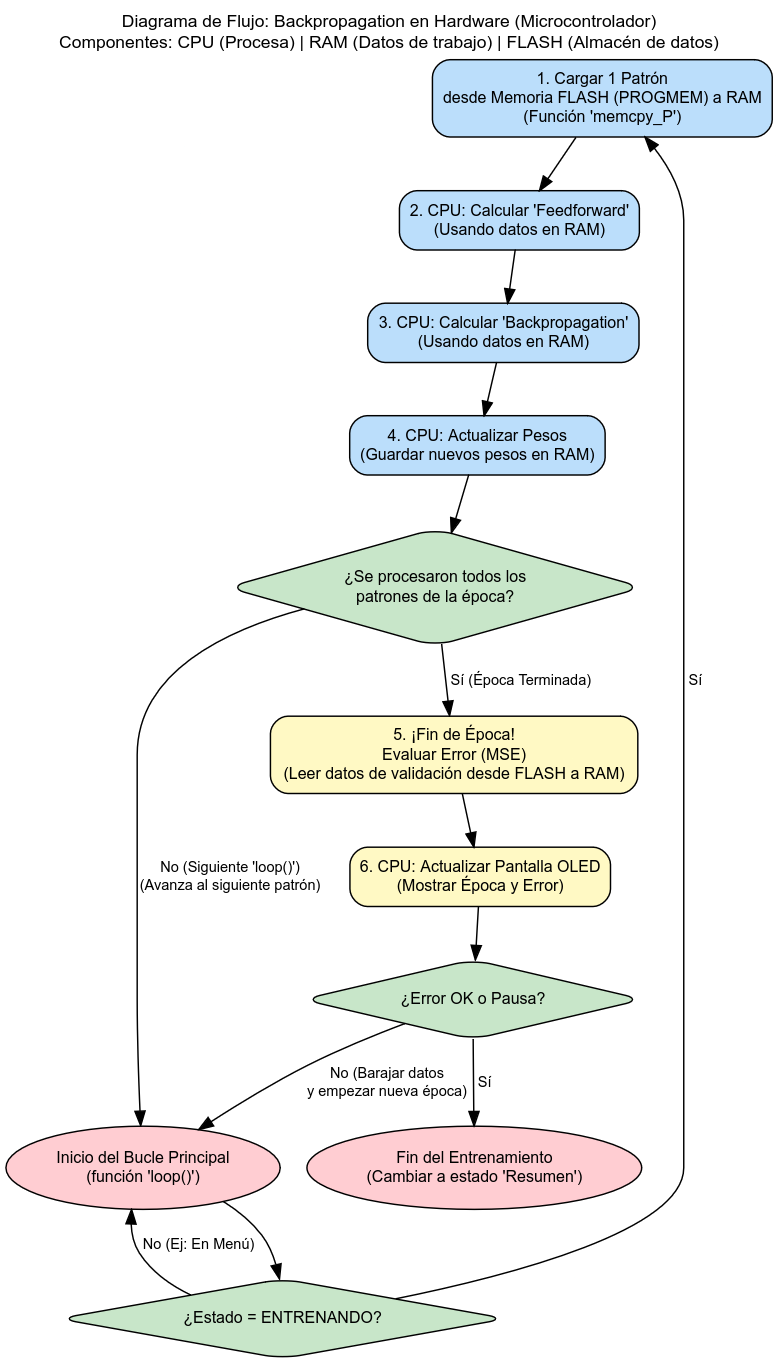 Diagrama de Flujo: Backpropagation en Hardware (Microcontrolador)
Componentes: CPU (Procesa) | RAM (Datos de trabajo) | FLASH (Almacén de datos)
1. Cargar 1 Patrón
desde Memoria FLASH (PROGMEM) a RAM
(Función 'memcpy_P')
2. CPU: Calcular 'Feedforward'
(Usando datos en RAM)
3. CPU: Calcular 'Backpropagation'
(Usando datos en RAM)
4. CPU: Actualizar Pesos
(Guardar nuevos pesos en RAM)
¿Se procesaron todos los
patrones de la época?
Sí (Época Terminada)
Sí
5. ¡Fin de Época!
Evaluar Error (MSE)
(Leer datos de validación desde FLASH a RAM)
No (Siguiente 'loop()')
(Avanza al siguiente patrón)
6. CPU: Actualizar Pantalla OLED
(Mostrar Época y Error)
¿Error OK o Pausa?
No (Barajar datos
y empezar nueva época)
Sí
Inicio del Bucle Principal
(función 'loop()')
Fin del Entrenamiento
(Cambiar a estado 'Resumen')
No (Ej: En Menú)
¿Estado = ENTRENANDO?